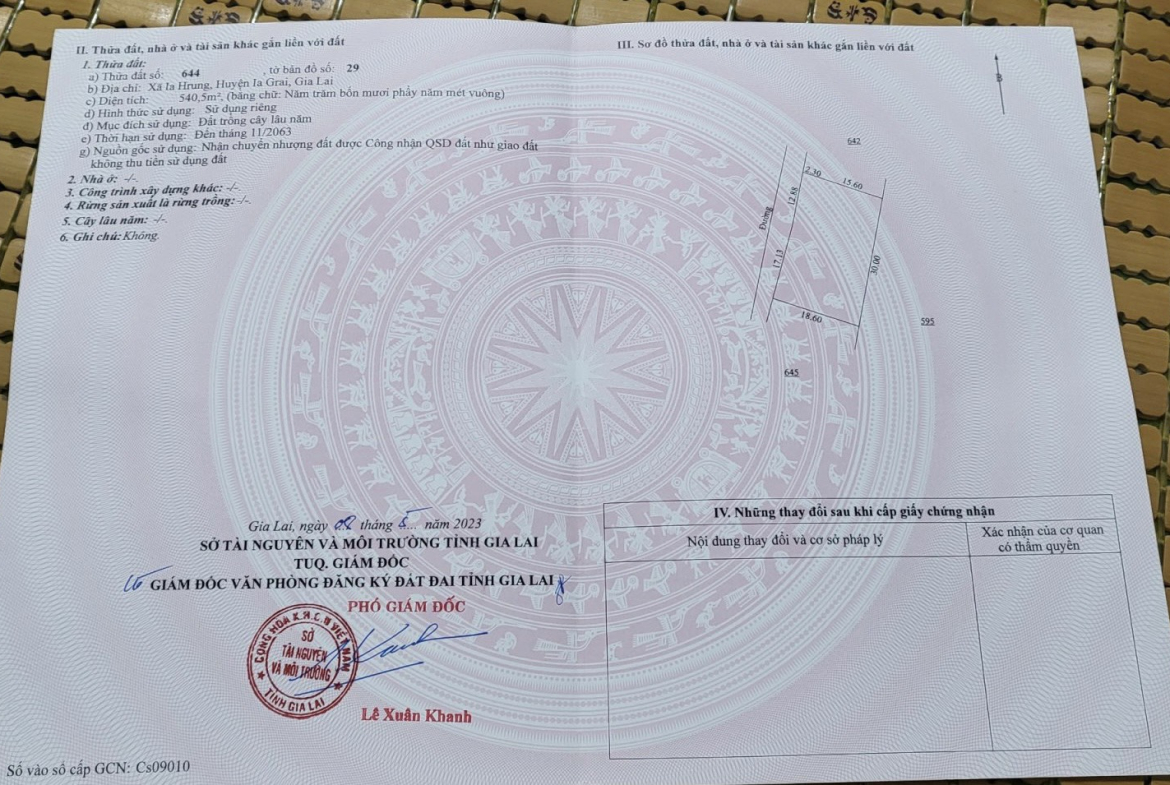 II. Thửa đất, nhà ở và tài sản khác gắn liền với đất
1. Thửa đất:
a) Thửa đất số: 644 , tờ bản đồ số: 29
b) Địa chỉ: Xã Ia Hrung, Huyện Ia Grai, Gia Lai
c) Diện tích: 540,5m², (bằng chữ: Năm trăm bốn mươi phẩy năm mét vuông)
d) Hình thức sử dụng: Sử dụng riêng
đ) Mục đích sử dụng: Đất trồng cây lâu năm
e) Thời hạn sử dụng: Đến tháng 11/2063
g) Nguồn gốc sử dụng: Nhận chuyển nhượng đất được Công nhận QSD đất như giao đất
không thu tiền sử dụng đất
2. Nhà ở: -/-.
3. Công trình xây dựng khác: -/-.
4. Rừng sản xuất là rừng trồng: -/-.
5. Cây lâu năm: -/-.
6. Ghi chú: Không.
Gia Lai, ngày 08 tháng 5... năm 2023
SỞ TÀI NGUYÊN VÀ MÔI TRƯỜNG TỈNH GIA LAI
TUQ. GIÁM ĐỐC
GIÁM ĐỐC VĂN PHÒNG ĐĂNG KÝ ĐẤT ĐAI TỈNH GIA LAI
PHÓ GIÁM ĐỐC
CỘNG HÒA X.H.C.N VIỆT NAM
SỞ
TÀI NGUYÊN
VÀ MÔI TRƯỜNG
TỈNH GIA LAI
Lê Xuân Khanh
Số vào sổ cấp GCN: Cs09010
III. Sơ đồ thửa đất, nhà ở và tài sản khác gắn liền với đất
B
642
2.30
15.60
12.88
Đường
17.13
30.00
18.60
595
645
IV. Những thay đổi sau khi cấp giấy chứng nhận
Nội dung thay đổi và cơ sở pháp lý
Xác nhận của cơ quan
có thẩm quyền